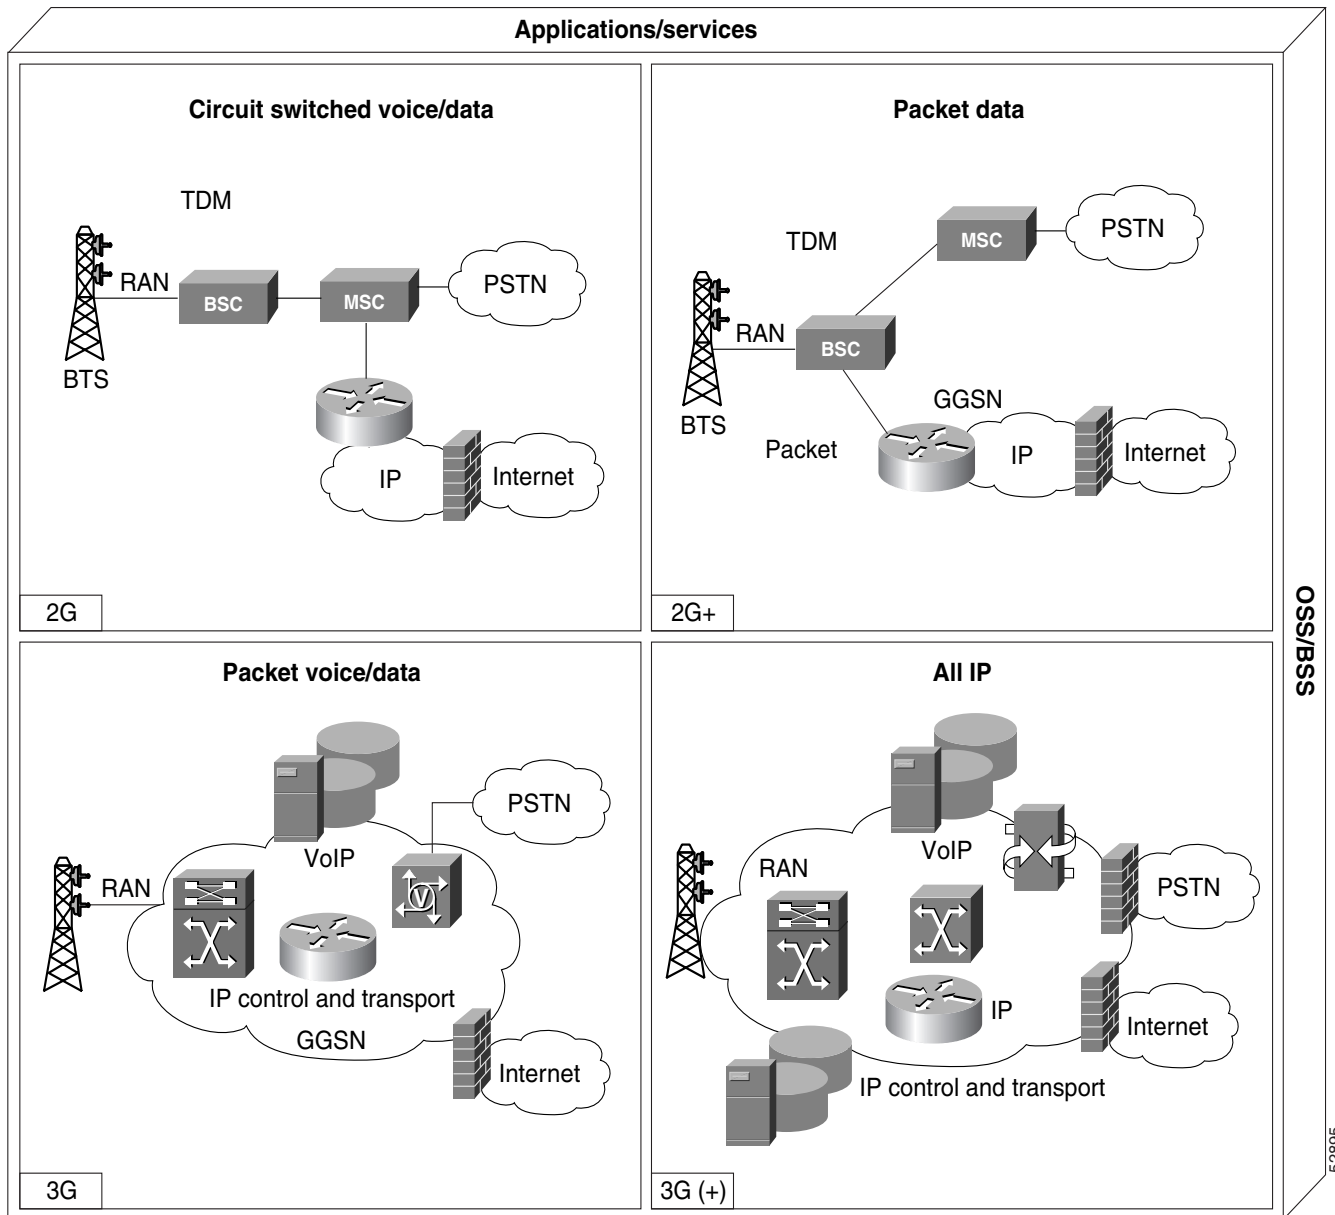 Applications/services
Circuit switched voice/data
TDM
RAN
BSC
MSC
PSTN
BTS
IP
Internet
2G
Packet data
TDM
MSC
PSTN
RAN
BSC
BTS
GGSN
Packet
IP
Internet
2G+
OSS/BSS
Packet voice/data
VoIP
PSTN
RAN
V
IP control and transport
GGSN
Internet
3G
All IP
VoIP
RAN
PSTN
IP
Internet
IP control and transport
3G (+)
52895